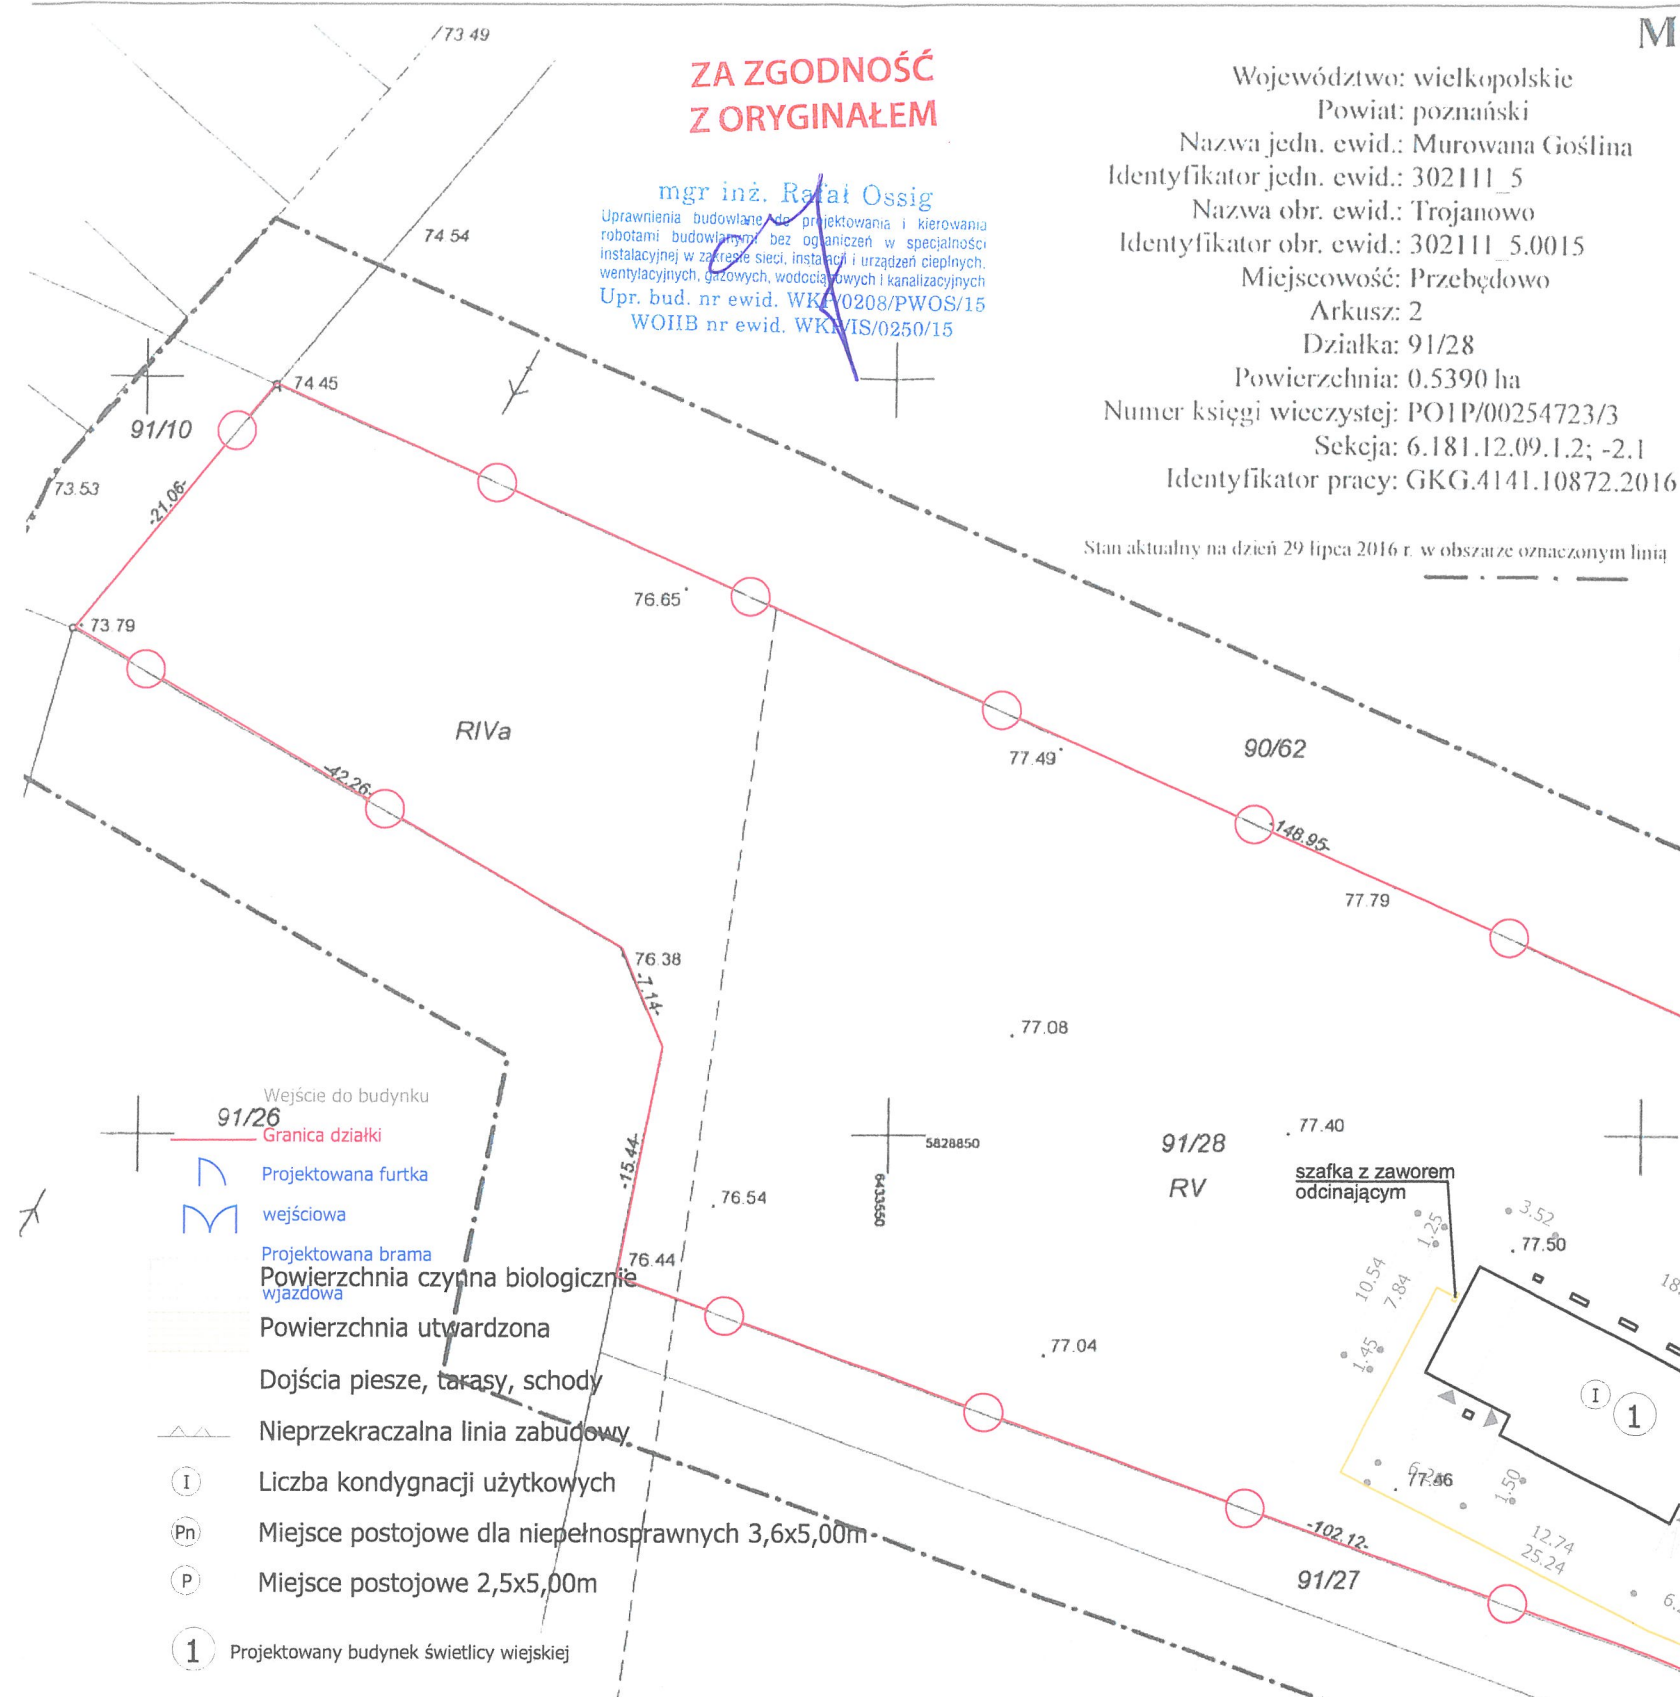 M
73 49
ZA ZGODNOŚĆ
Z ORYGINAŁEM
mgr inż. Rafał Ossig
Uprawnienia budowlane do projektowania i kierowania
robotami budowlanymi bez ograniczeń w specjalności
instalacyjnej w zakresie sieci, instalacji i urządzeń cieplnych,
wentylacyjnych, gazowych, wodociągowych i kanalizacyjnych
Upr. bud. nr ewid. WKP/0208/PWOS/15
WOIIB nr ewid. WKP/IS/0250/15
Województwo: wielkopolskie
Powiat: poznański
Nazwa jedn. ewid.: Murowana Goślina
Identyfikator jedn. ewid.: 302111_5
Nazwa obr. ewid.: Trojanowo
Identyfikator obr. ewid.: 302111_5.0015
Miejscowość: Przebędowo
Arkusz: 2
Działka: 91/28
Powierzchnia: 0.5390 ha
Numer księgi wieczystej: PO1P/00254723/3
Sekcja: 6.181.12.09.1.2; -2.1
Identyfikator pracy: GKG.4141.10872.2016
Stan aktualny na dzień 29 lipca 2016 r. w obszarze oznaczonym linią
74 54
74 45
91/10
73.53
-21.06-
76.65
73 79
RIVa
77.49
90/62
-42.26-
-148.95-
77.79
76.38
-7.14-
77.08
91/26
5828850
6433550
91/28
RV
77.40
-15.44-
76.54
szafka z zaworem
odcinającym
3.52
1.25
77.50
76.44
10.54
7.84
77.04
1.45
I
1
77.46
1.50
-102.12-
12.74
25.24
91/27
Wejście do budynku
Granica działki
Projektowana furtka
wejściowa
Projektowana brama
wjazdowa
Powierzchnia czynna biologicznie
Powierzchnia utwardzona
Dojścia piesze, tarasy, schody
Nieprzekraczalna linia zabudowy
I Liczba kondygnacji użytkowych
Pn Miejsce postojowe dla niepełnosprawnych 3,6x5,00m
P Miejsce postojowe 2,5x5,00m
1 Projektowany budynek świetlicy wiejskiej